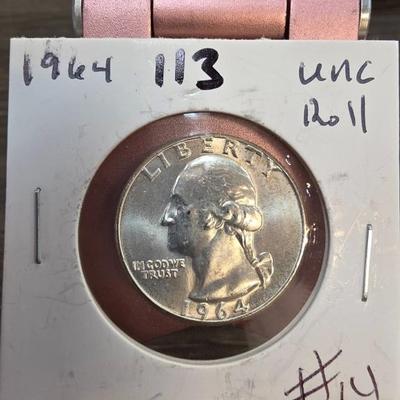 1964 113 unc
Roll
LIBERTY
IN GOD WE
TRUST
1964
#14